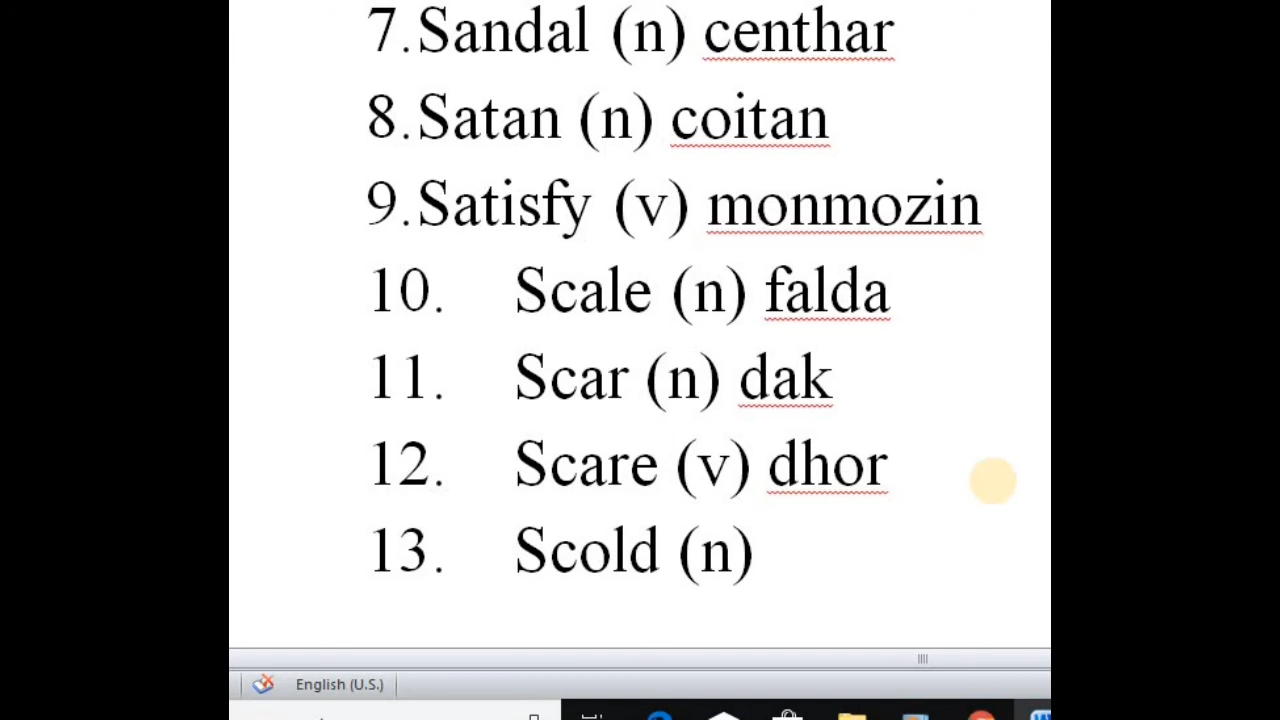 7. Sandal (n) centhar
8. Satan (n) coitan
9. Satisfy (v) monmozin
10. Scale (n) falda
11. Scar (n) dak
12. Scare (v) dhor
13. Scold (n)
English (U.S.)